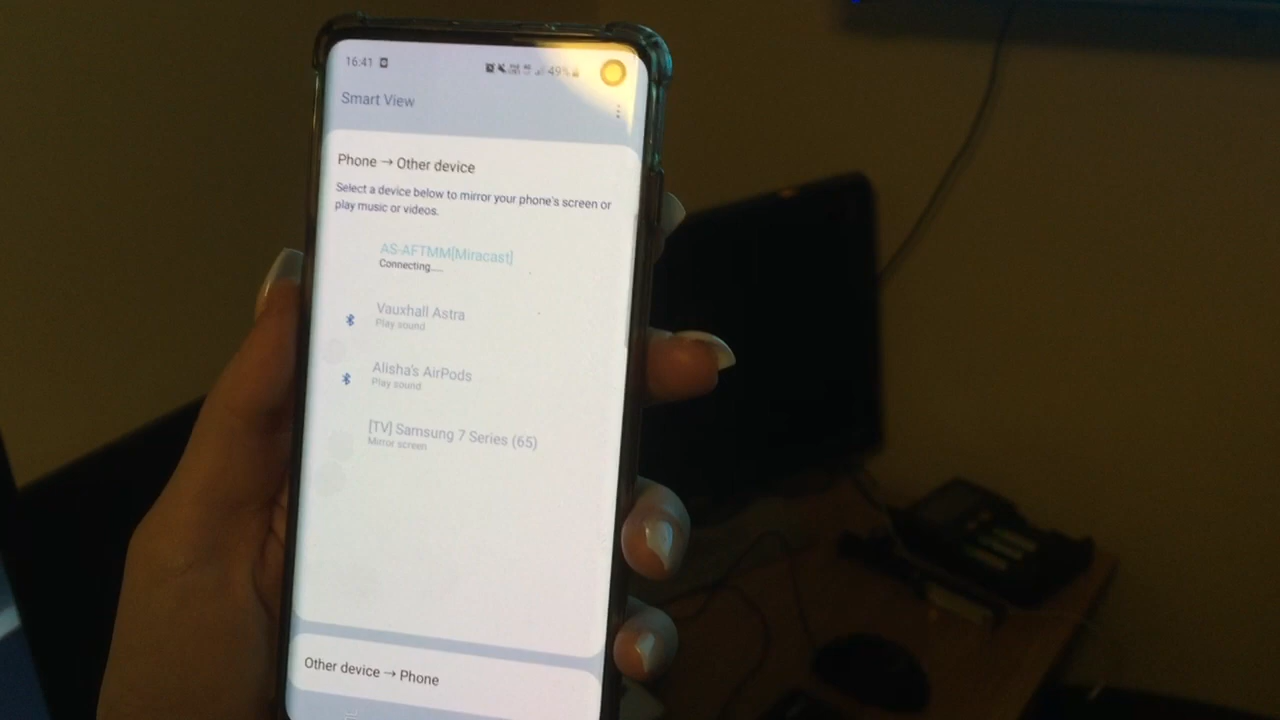 16:41
49%
Smart View
Phone → Other device
Select a device below to mirror your phone's screen or
play music or videos.
AS-AFTMM[Miracast]
Connecting.....
Vauxhall Astra
Play sound
Alisha's AirPods
Play sound
[TV] Samsung 7 Series (65)
Mirror screen
Other device → Phone